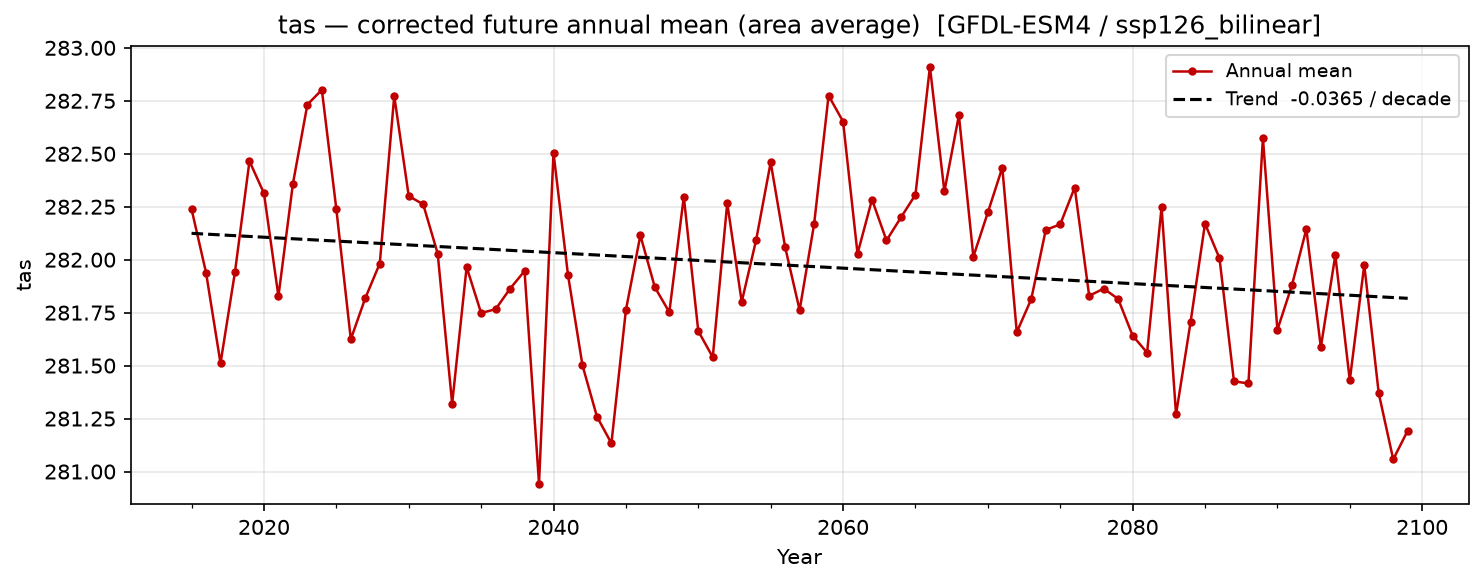 tas — corrected future annual mean (area average)  [GFDL-ESM4 / ssp126_bilinear]
283.00
282.75
282.50
282.25
282.00
281.75
281.50
281.25
281.00
tas
Annual mean
Trend  -0.0365 / decade
2020
2040
2060
2080
2100
Year